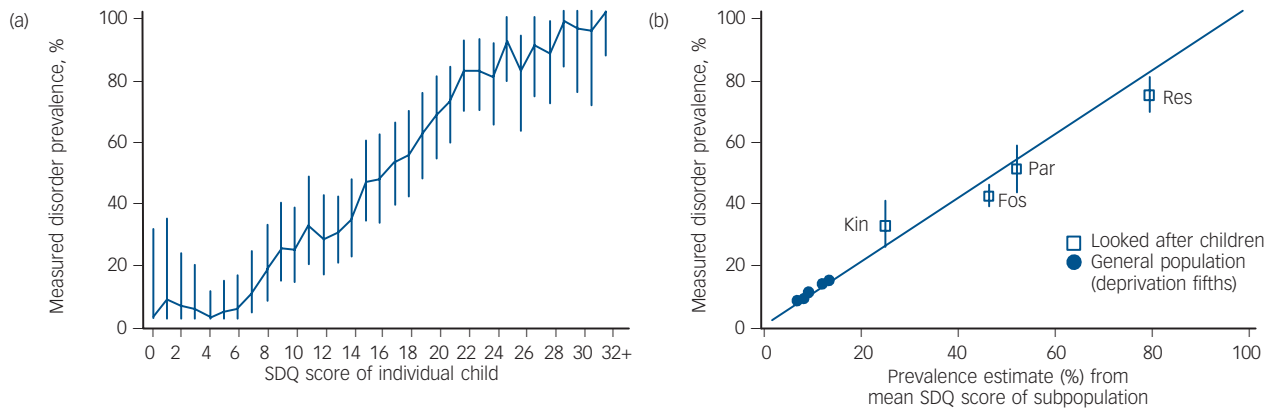 (a)
Measured disorder prevalence, %
100
80
60
40
20
0
0 2 4 6 8 10 12 14 16 18 20 22 24 26 28 30 32+
SDQ score of individual child
(b)
Measured disorder prevalence, %
100
80
60
40
20
0
Res
Par
Fos
Kin
Looked after children
General population
(deprivation fifths)
0 20 40 60 80 100
Prevalence estimate (%) from
mean SDQ score of subpopulation